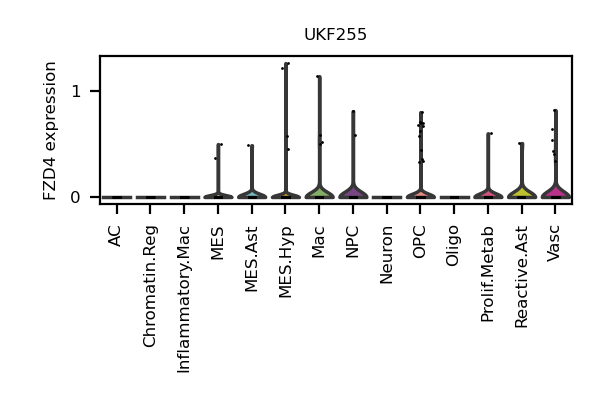 UKF255
FZD4 expression
1
0
AC
Chromatin.Reg
Inflammatory.Mac
MES
MES.Ast
MES.Hyp
Mac
NPC
Neuron
OPC
Oligo
Prolif.Metab
Reactive.Ast
Vasc